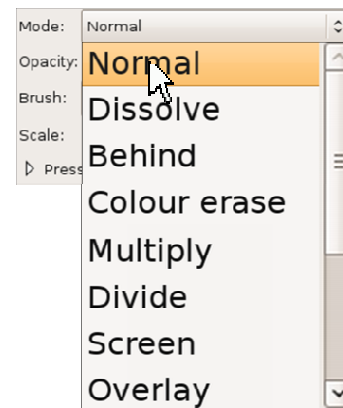 Mode: Normal
Opacity: Normal
Brush: Dissolve
Scale: Behind
Press
Colour erase
Multiply
Divide
Screen
Overlay